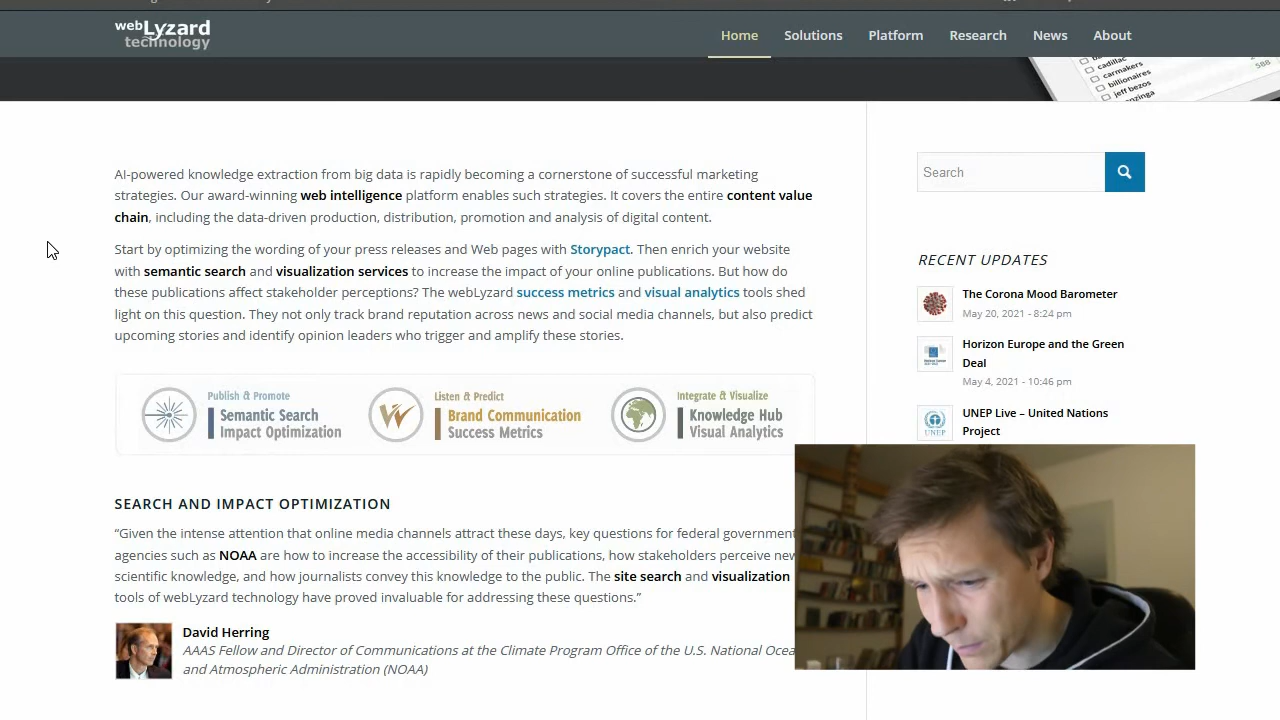 webLyzard
technology
Home Solutions Platform Research News About
cadillac
carmakers
billionaires
jeff bezos
588
AI-powered knowledge extraction from big data is rapidly becoming a cornerstone of successful marketing
strategies. Our award-winning web intelligence platform enables such strategies. It covers the entire content value
chain, including the data-driven production, distribution, promotion and analysis of digital content.
Start by optimizing the wording of your press releases and Web pages with Storypact. Then enrich your website
with semantic search and visualization services to increase the impact of your online publications. But how do
these publications affect stakeholder perceptions? The webLyzard success metrics and visual analytics tools shed
light on this question. They not only track brand reputation across news and social media channels, but also predict
upcoming stories and identify opinion leaders who trigger and amplify these stories.
Publish & Promote
Semantic Search
Impact Optimization
Listen & Predict
Brand Communication
Success Metrics
Integrate & Visualize
Knowledge Hub
Visual Analytics
SEARCH AND IMPACT OPTIMIZATION
“Given the intense attention that online media channels attract these days, key questions for federal government
agencies such as NOAA are how to increase the accessibility of their publications, how stakeholders perceive new
scientific knowledge, and how journalists convey this knowledge to the public. The site search and visualization
tools of webLyzard technology have proved invaluable for addressing these questions.”
David Herring
AAAS Fellow and Director of Communications at the Climate Program Office of the U.S. National Ocea
and Atmospheric Administration (NOAA)
Search
RECENT UPDATES
The Corona Mood Barometer
May 20, 2021 - 8:24 pm
Horizon Europe and the Green
Deal
May 4, 2021 - 10:46 pm
UNEP
UNEP Live – United Nations
Project